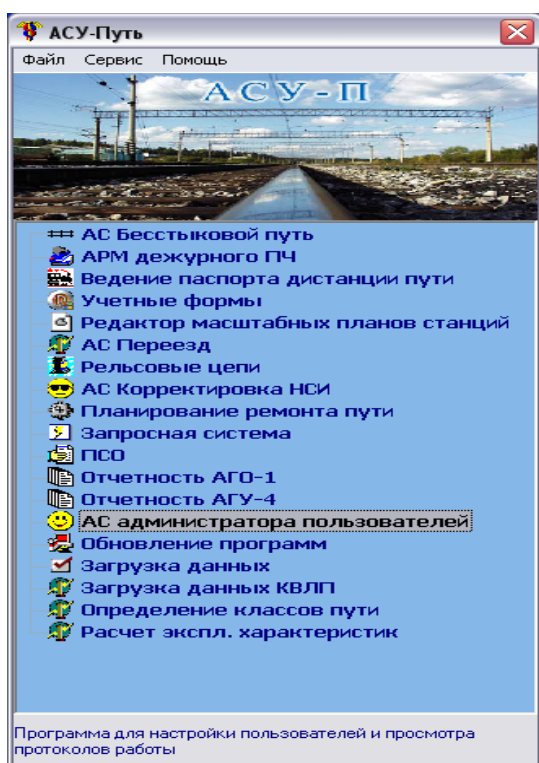 АСУ-Путь
Файл Сервис Помощь
АСУ-П
АС Бесстыковой путь
АРМ дежурного ПЧ
Ведение паспорта дистанции пути
Учетные формы
Редактор масштабных планов станций
АС Переезд
Рельсовые цепи
АС Корректировка НСИ
Планирование ремонта пути
Запросная система
ПСО
Отчетность АГО-1
Отчетность АГУ-4
АС администратора пользователей
Обновление программ
Загрузка данных
Загрузка данных КВЛП
Определение классов пути
Расчет экспл. характеристик
Программа для настройки пользователей и просмотра
протоколов работы